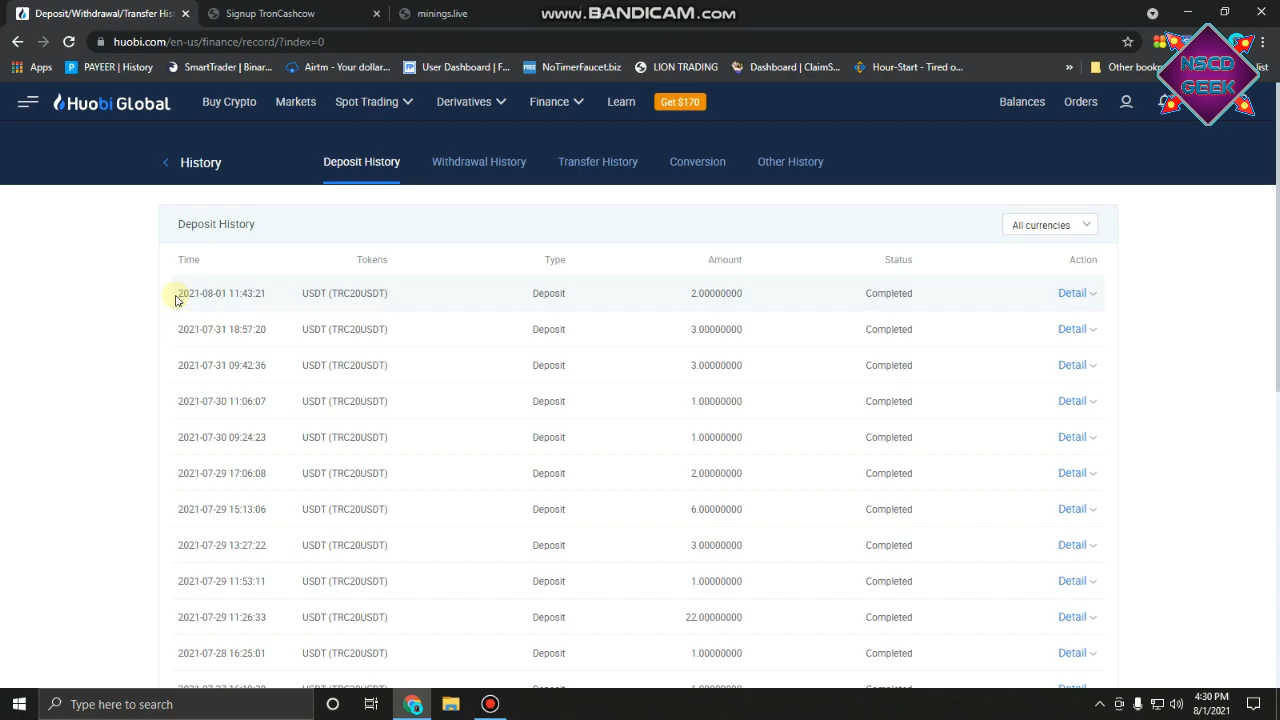 Deposit/Withdrawal/Transfer His
Signup TronCashcow
minings.live
www.BANDICAM.com
huobi.com/en-us/finance/record/?index=0
Apps
PAYEER | History
SmartTrader | Binar...
Airtm - Your dollar...
User Dashboard | F...
NoTimerFaucet.biz
LION TRADING
Dashboard | ClaimS...
Hour-Start - Tired o...
»
Other book
list
NSCD
GEEK
Huobi Global
Buy Crypto
Markets
Spot Trading
Derivatives
Finance
Learn
Get $170
Balances
Orders
History
Deposit History
Withdrawal History
Transfer History
Conversion
Other History
Deposit History
All currencies
Time Tokens Type Amount Status Action
2021-08-01 11:43:21 USDT (TRC20USDT) Deposit 2.00000000 Completed Detail
2021-07-31 18:57:20 USDT (TRC20USDT) Deposit 3.00000000 Completed Detail
2021-07-31 09:42:36 USDT (TRC20USDT) Deposit 3.00000000 Completed Detail
2021-07-30 11:06:07 USDT (TRC20USDT) Deposit 1.00000000 Completed Detail
2021-07-30 09:24:23 USDT (TRC20USDT) Deposit 1.00000000 Completed Detail
2021-07-29 17:06:08 USDT (TRC20USDT) Deposit 2.00000000 Completed Detail
2021-07-29 15:13:06 USDT (TRC20USDT) Deposit 6.00000000 Completed Detail
2021-07-29 13:27:22 USDT (TRC20USDT) Deposit 3.00000000 Completed Detail
2021-07-29 11:53:11 USDT (TRC20USDT) Deposit 1.00000000 Completed Detail
2021-07-29 11:26:33 USDT (TRC20USDT) Deposit 22.00000000 Completed Detail
2021-07-28 16:25:01 USDT (TRC20USDT) Deposit 1.00000000 Completed Detail
Type here to search
4:30 PM
8/1/2021